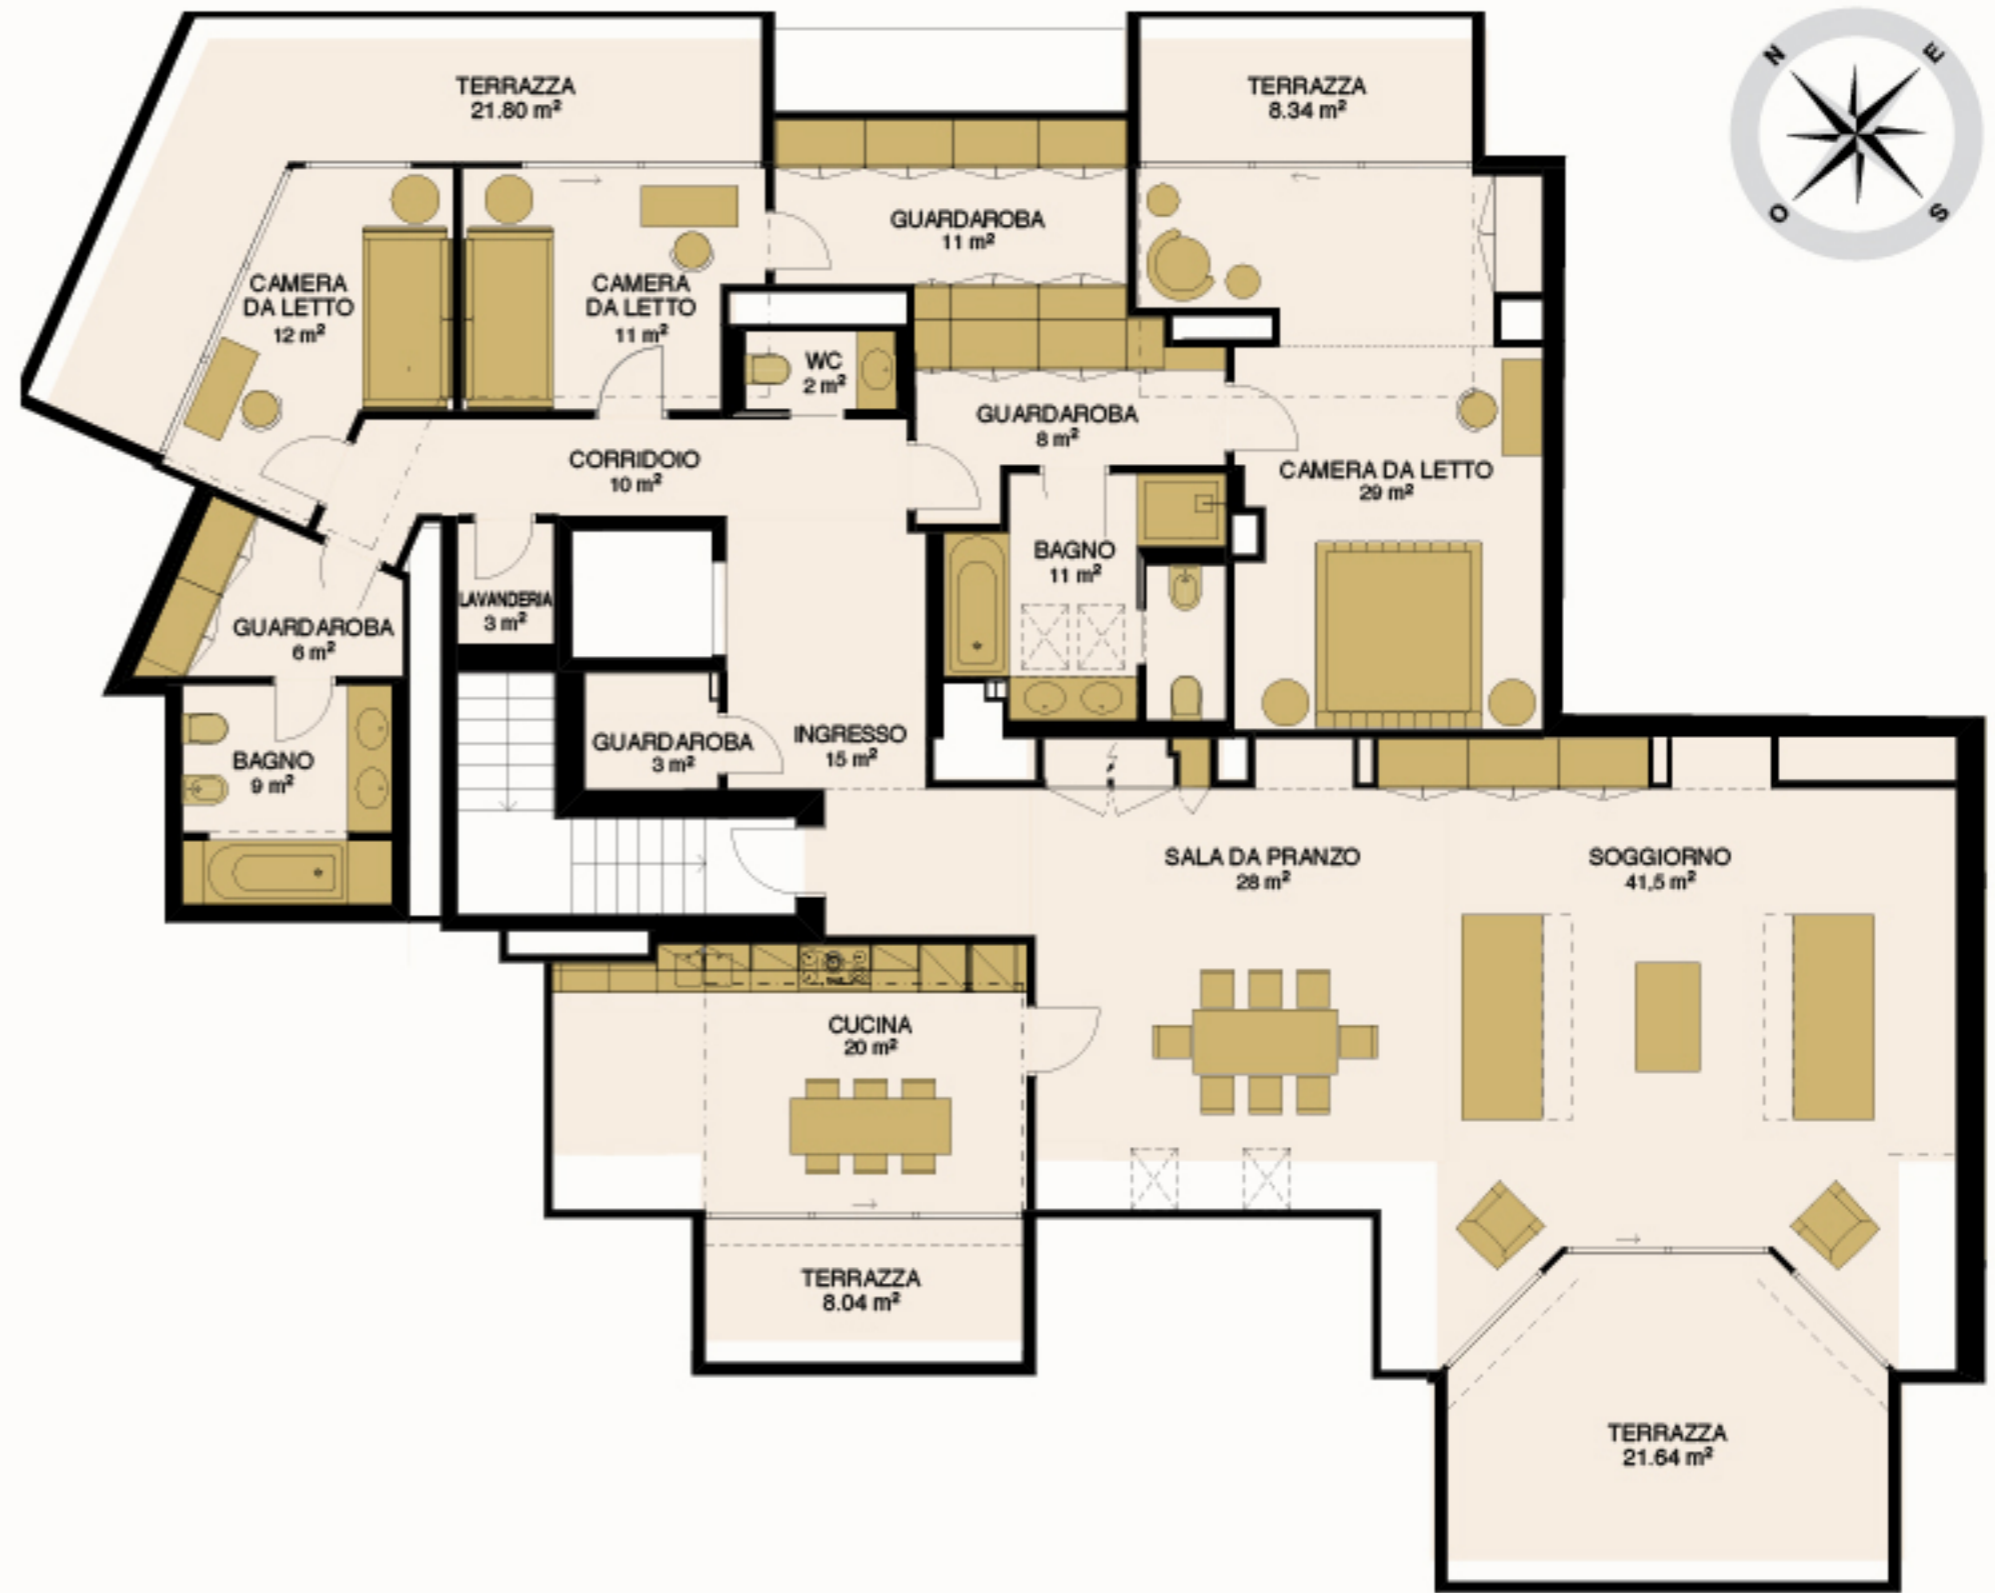 TERRAZZA
21.80 m²
TERRAZZA
8.34 m²
N
E
O
S
GUARDAROBA
11 m²
CAMERA
DA LETTO
12 m²
CAMERA
DA LETTO
11 m²
WC
2 m²
GUARDAROBA
8 m²
CORRIDOIO
10 m²
CAMERA DA LETTO
29 m²
BAGNO
11 m²
LAVANDERIA
3 m²
GUARDAROBA
6 m²
GUARDAROBA
3 m²
INGRESSO
15 m²
BAGNO
9 m²
SALA DA PRANZO
28 m²
SOGGIORNO
41,5 m²
CUCINA
20 m²
TERRAZZA
8.04 m²
TERRAZZA
21.64 m²